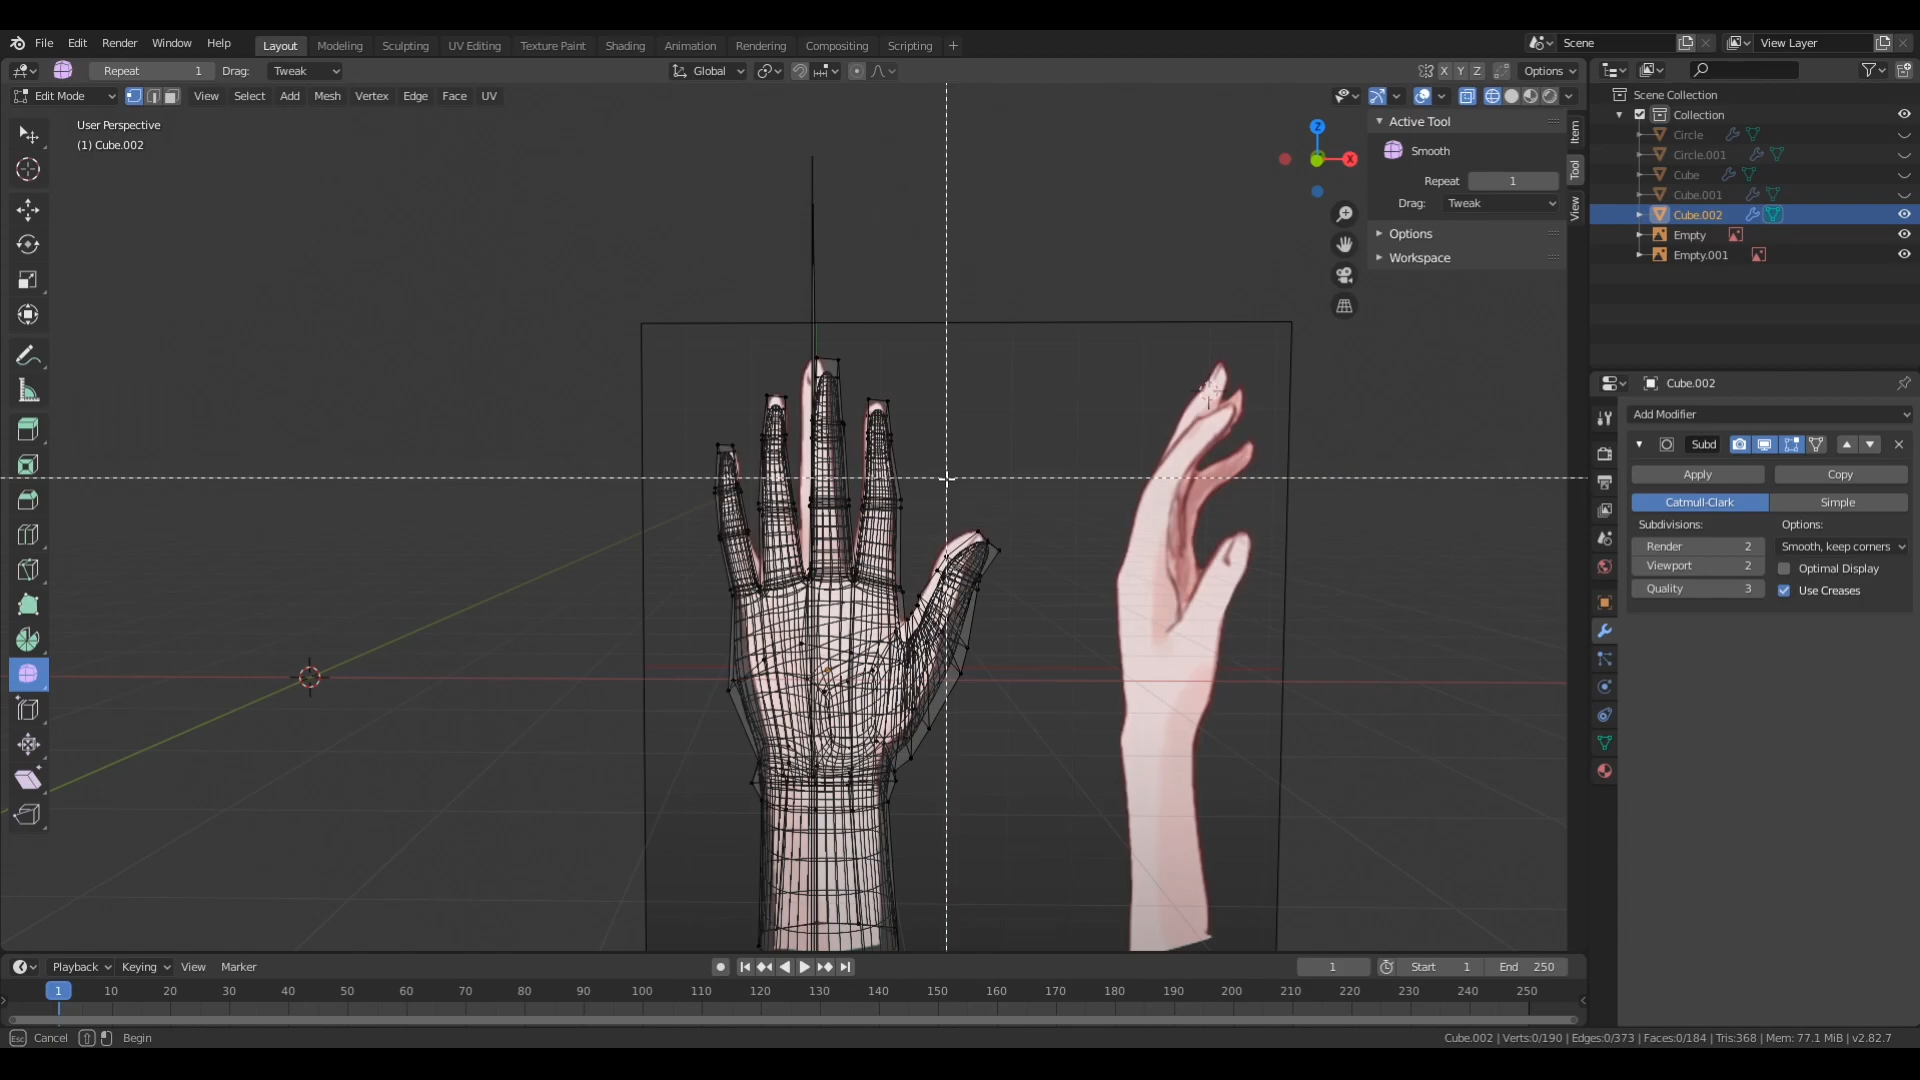 File Edit Render Window Help Layout Modeling Sculpting UV Editing Texture Paint Shading Animation Rendering Compositing Scripting + Scene View Layer
Repeat 1 Drag: Tweak Global X Y Z Options
Edit Mode View Select Add Mesh Vertex Edge Face UV
User Perspective
(1) Cube.002
Z
X
Active Tool
Smooth
Repeat 1
Drag: Tweak
Options
Workspace
Item
Tool
View
Scene Collection
Collection
Circle
Circle.001
Cube
Cube.001
Cube.002
Empty
Empty.001
Cube.002
Add Modifier
Subd
Apply Copy
Catmull-Clark Simple
Subdivisions: Options:
Render 2 Smooth, keep corners
Viewport 2 Optimal Display
Quality 3 Use Creases
Playback Keying View Marker 1 Start 1 End 250
1 10 20 30 40 50 60 70 80 90 100 110 120 130 140 150 160 170 180 190 200 210 220 230 240 250
Esc Cancel Begin Cube.002 | Verts:0/190 | Edges:0/373 | Faces:0/184 | Tris:368 | Mem: 77.1 MiB | v2.82.7